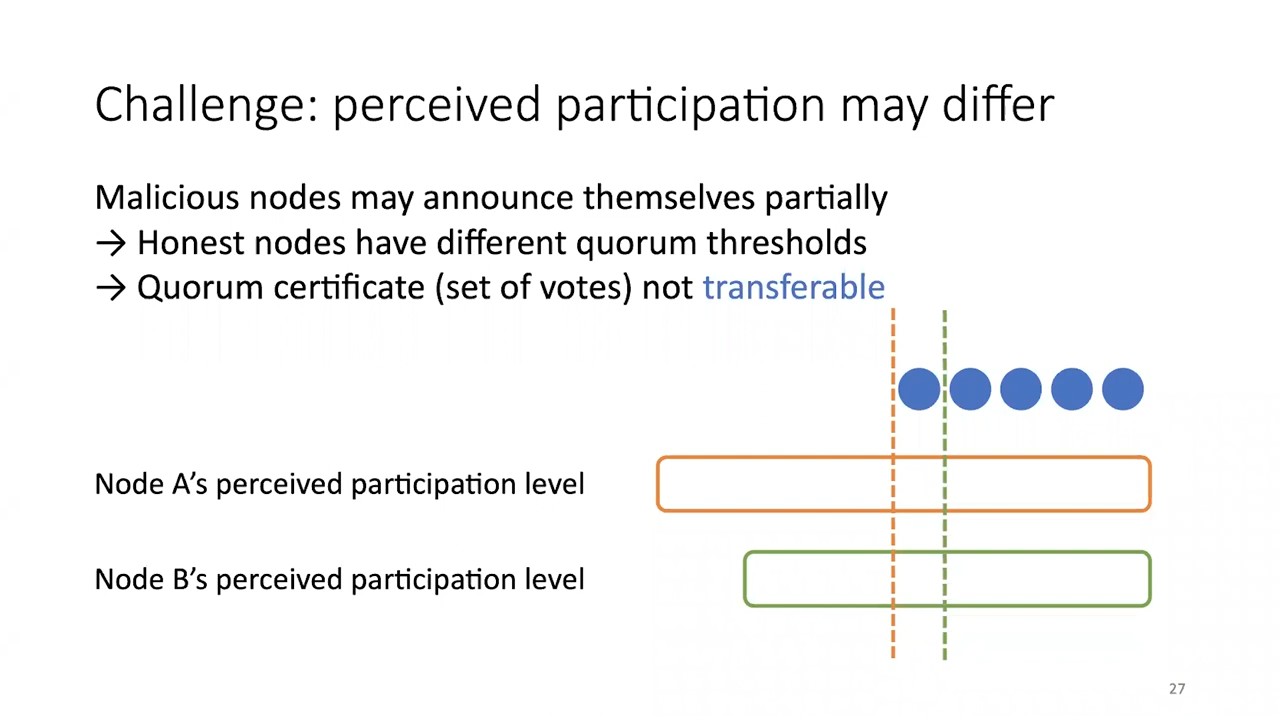 Challenge: perceived participation may differ
Malicious nodes may announce themselves partially
→ Honest nodes have different quorum thresholds
→ Quorum certificate (set of votes) not transferable
Node A’s perceived participation level
Node B’s perceived participation level
27